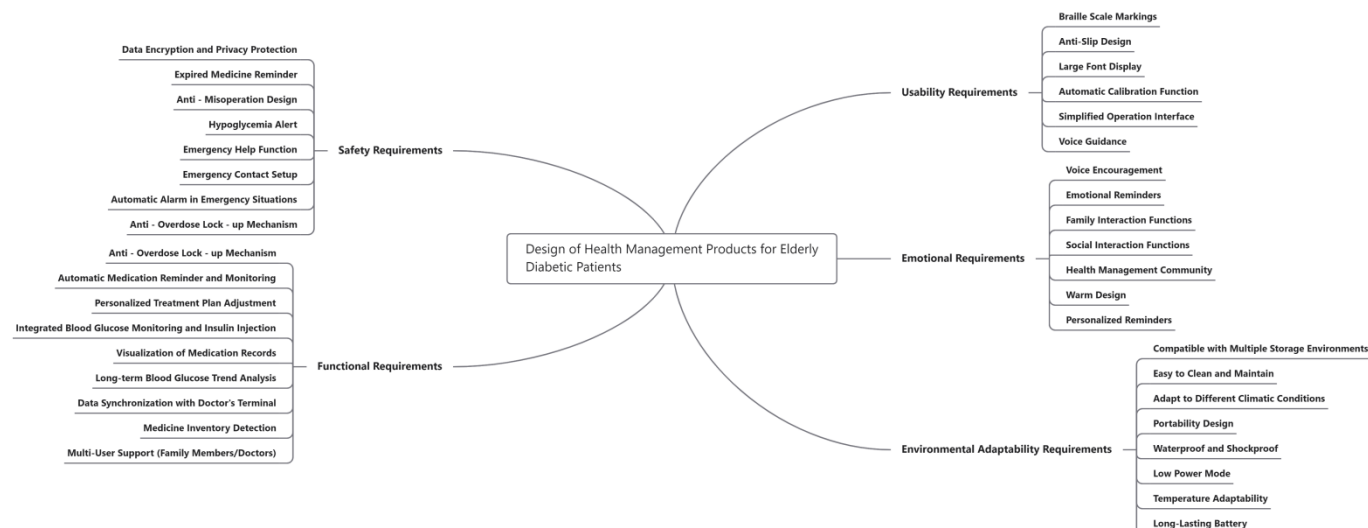 Design of Health Management Products for Elderly
Diabetic Patients
Usability Requirements
Braille Scale Markings
Anti-Slip Design
Large Font Display
Automatic Calibration Function
Simplified Operation Interface
Voice Guidance
Emotional Requirements
Voice Encouragement
Emotional Reminders
Family Interaction Functions
Social Interaction Functions
Health Management Community
Warm Design
Personalized Reminders
Environmental Adaptability Requirements
Compatible with Multiple Storage Environments
Easy to Clean and Maintain
Adapt to Different Climatic Conditions
Portability Design
Waterproof and Shockproof
Low Power Mode
Temperature Adaptability
Long-Lasting Battery
Safety Requirements
Data Encryption and Privacy Protection
Expired Medicine Reminder
Anti - Misoperation Design
Hypoglycemia Alert
Emergency Help Function
Emergency Contact Setup
Automatic Alarm in Emergency Situations
Anti - Overdose Lock - up Mechanism
Functional Requirements
Anti - Overdose Lock - up Mechanism
Automatic Medication Reminder and Monitoring
Personalized Treatment Plan Adjustment
Integrated Blood Glucose Monitoring and Insulin Injection
Visualization of Medication Records
Long-term Blood Glucose Trend Analysis
Data Synchronization with Doctor's Terminal
Medicine Inventory Detection
Multi-User Support (Family Members/Doctors)